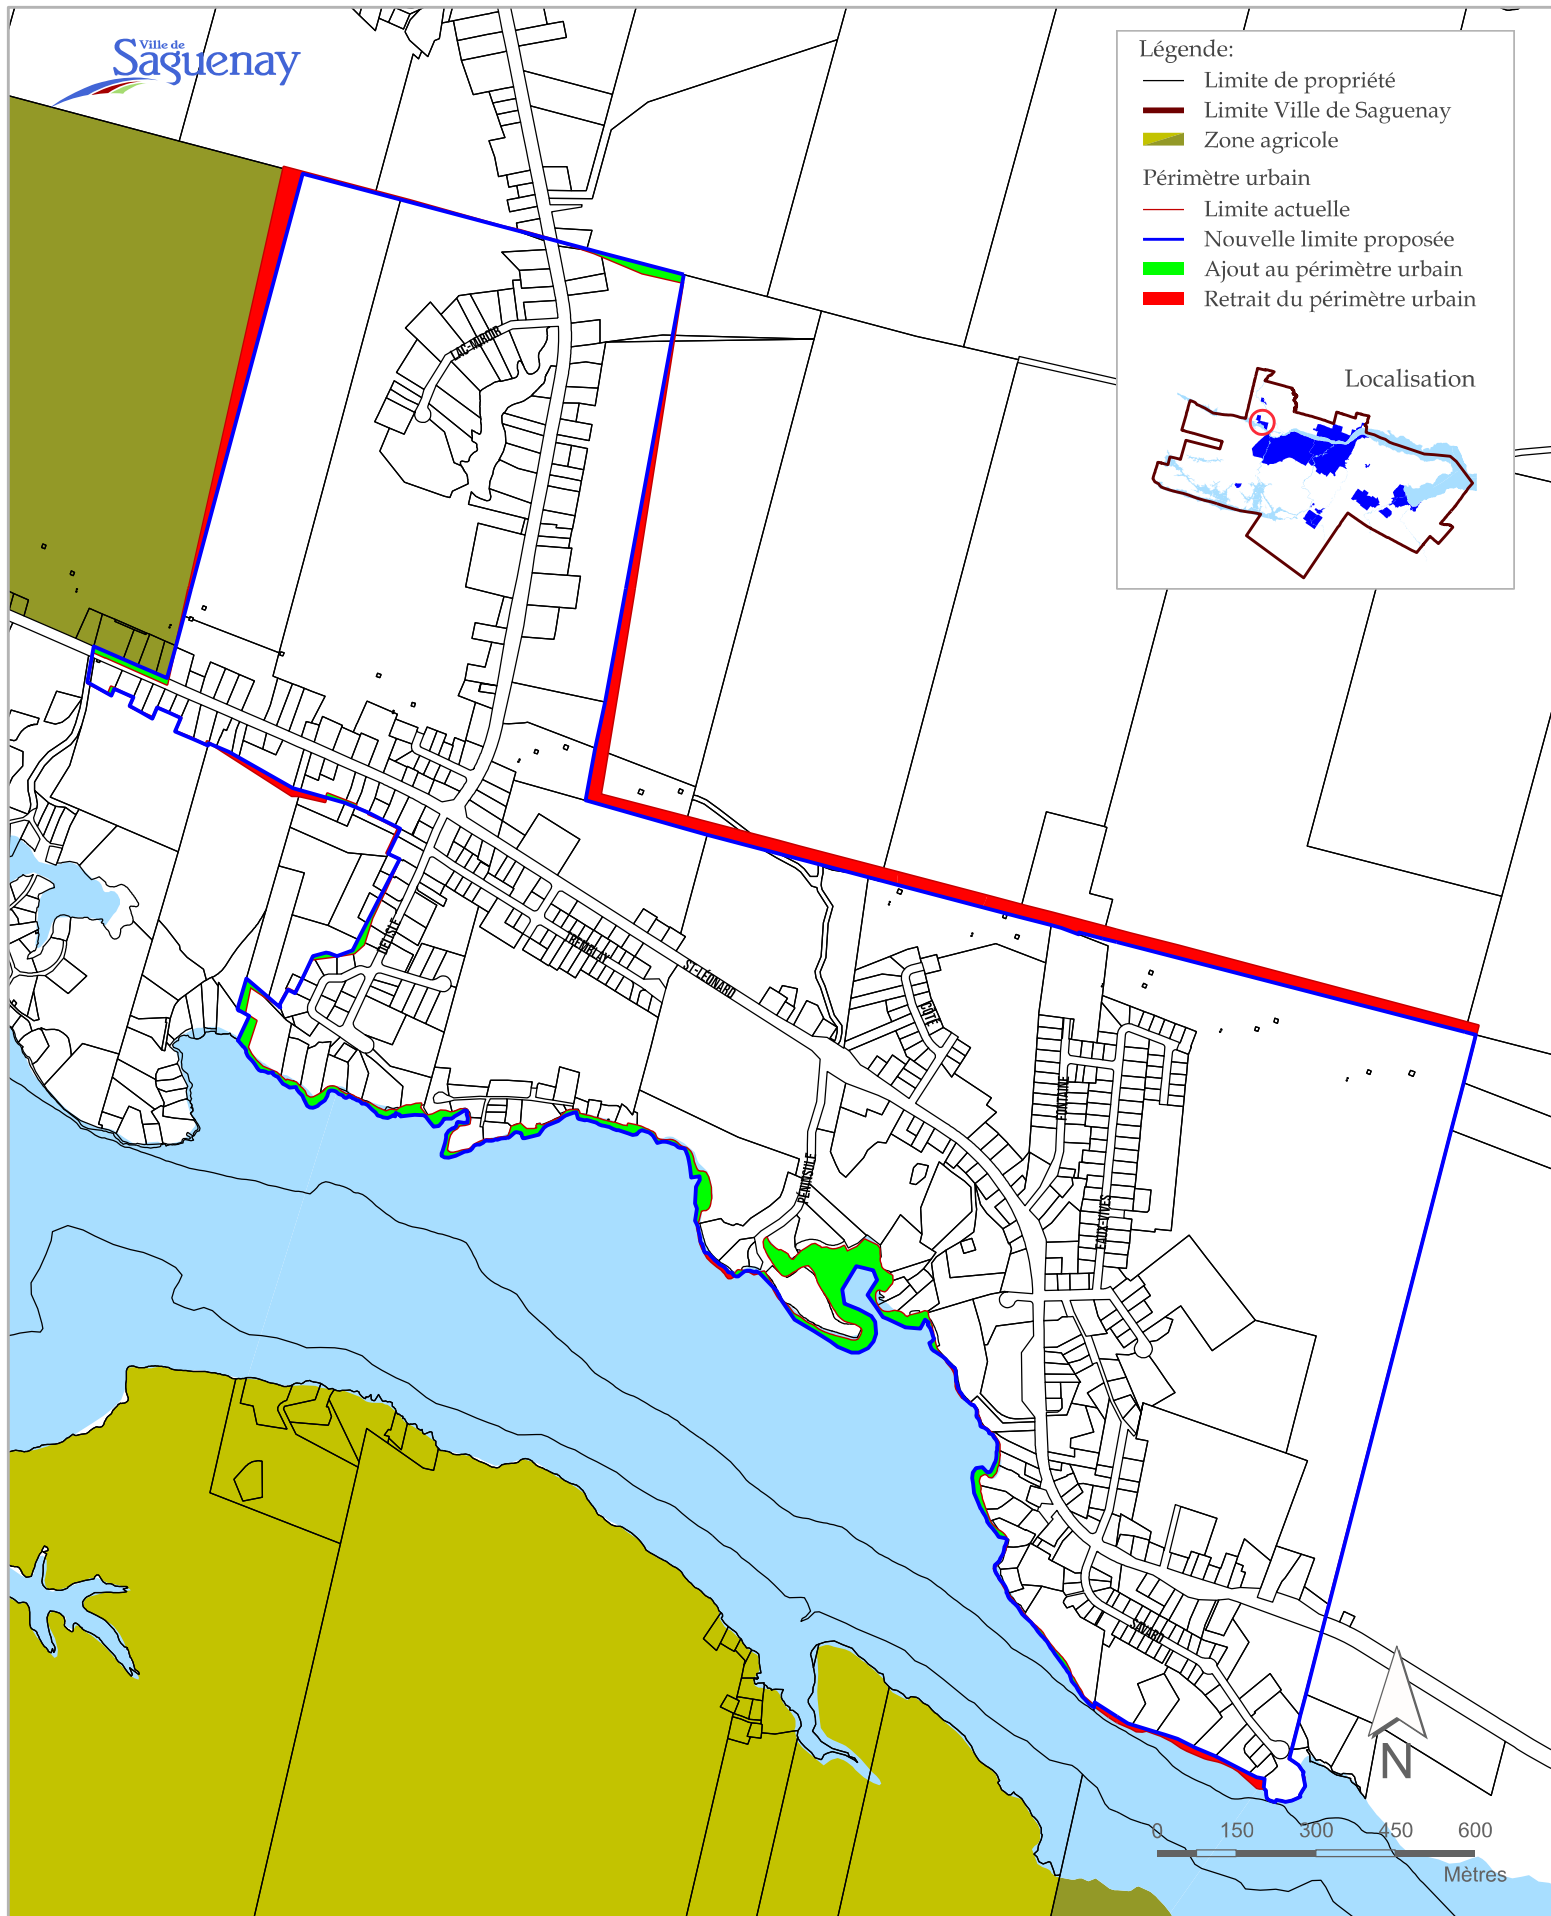 Ville de
Saguenay
Légende:
Limite de propriété
Limite Ville de Saguenay
Zone agricole
Périmètre urbain
Limite actuelle
Nouvelle limite proposée
Ajout au périmètre urbain
Retrait du périmètre urbain
Localisation
LAC-MIROIR
DELISLE
TREMBLAY
ST-LÉONARD
CÔTÉ
FONTAINE
PÉNINSULE
EAUX-VIVES
SAVARD
N
0 150 300 450 600
Mètres